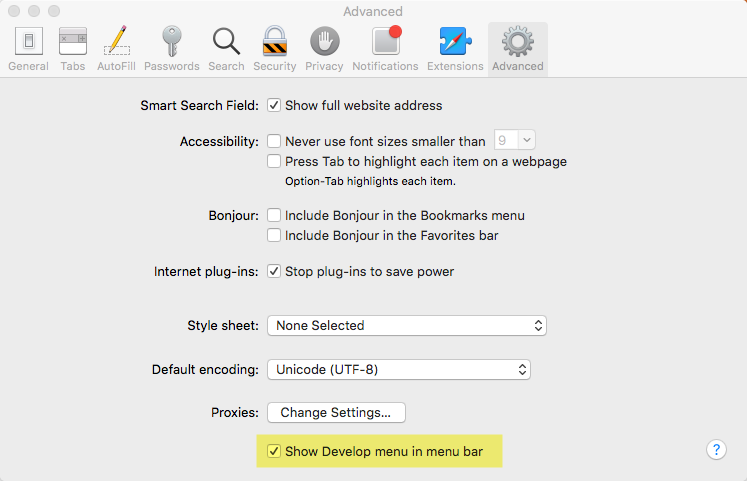 Advanced
General Tabs AutoFill Passwords Search Security Privacy Notifications Extensions Advanced
Smart Search Field: Show full website address
Accessibility: Never use font sizes smaller than 9
Press Tab to highlight each item on a webpage
Option-Tab highlights each item.
Bonjour: Include Bonjour in the Bookmarks menu
Include Bonjour in the Favorites bar
Internet plug-ins: Stop plug-ins to save power
Style sheet: None Selected
Default encoding: Unicode (UTF-8)
Proxies: Change Settings...
Show Develop menu in menu bar
?